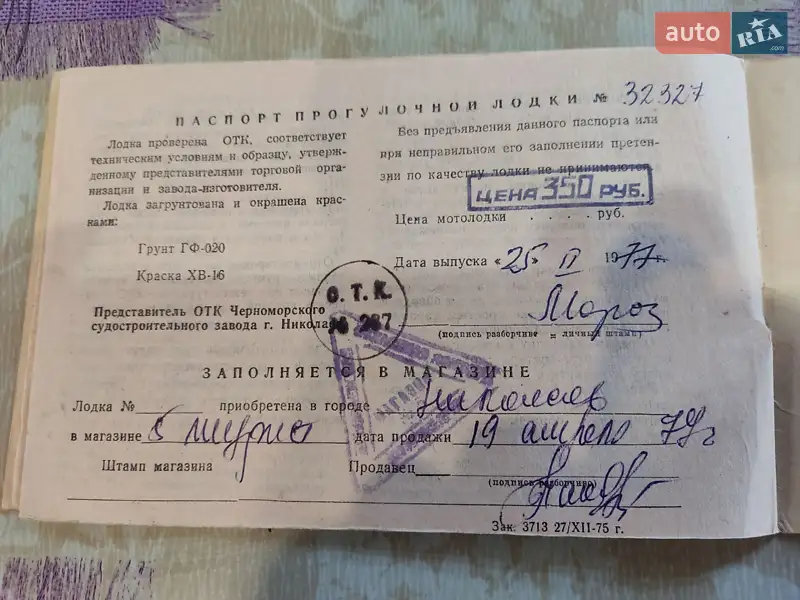 auto RIA .com
ПАСПОРТ ПРОГУЛОЧНОЙ ЛОДКИ № 32327
Лодка проверена ОТК, соответствует
техническим условиям и образцу, утверж-
денному представителями торговой орга-
низации и завода-изготовителя.
Лодка загрунтована и окрашена крас-
ками:
Грунт ГФ-020
Краска ХВ-16
Представитель ОТК Черноморского
судостроительного завода г.
О. Т. К.
287
Без предъявления данного паспорта или
при неправильном его заполнении претен-
зии по качеству лодки не принимаются
ЦЕНА 350 РУБ.
Цена мотолодки . . . . руб.
Дата выпуска «25» II 1977 г.
Мороз
(подпись разборчиво — личный штамп)
ЗАПОЛНЯЕТСЯ В МАГАЗИНЕ
Лодка № приобретена в городе Николаев
в магазине дата продажи 19 апреля 79 г
Штамп магазина Продавец
(подпись разборчиво)
Зак. 3713 27/XII-75 г.